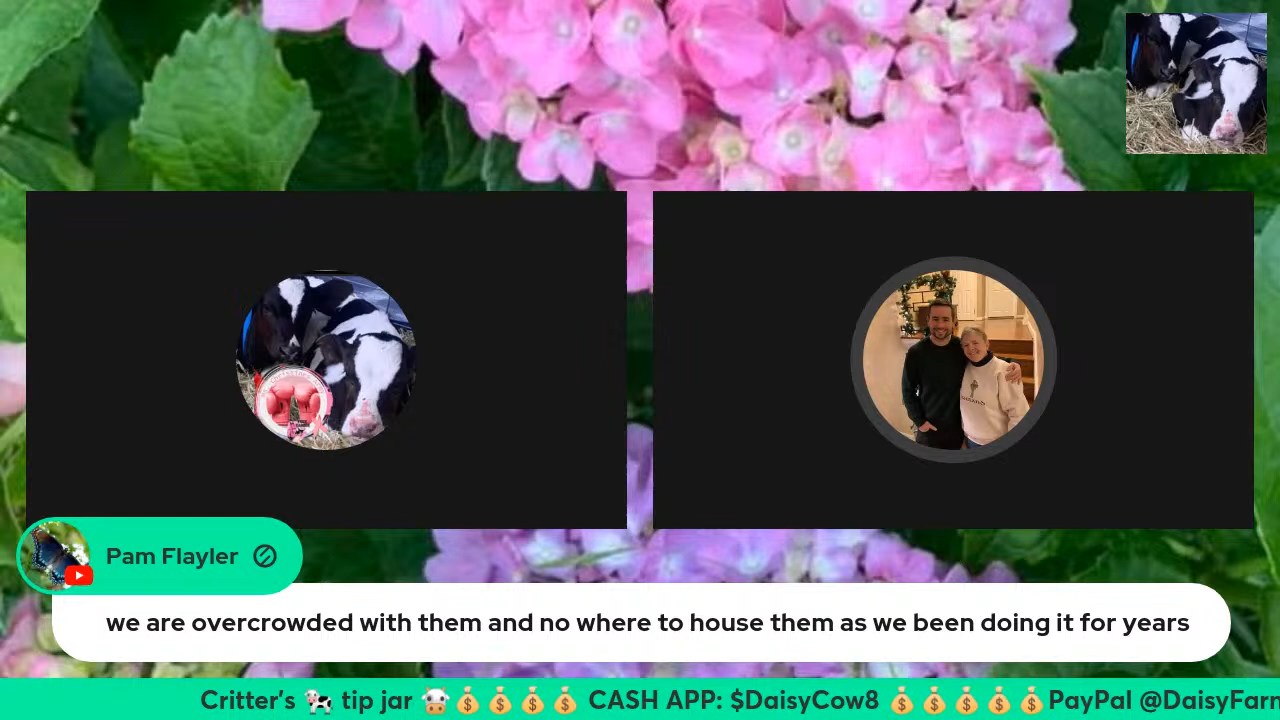 Pam Flayler
we are overcrowded with them and no where to house them as we been doing it for years
Critter's 🐄 tip jar 🐮💰💰💰💰 CASH APP: $DaisyCow8 💰💰💰💰💰PayPal @DaisyFarm